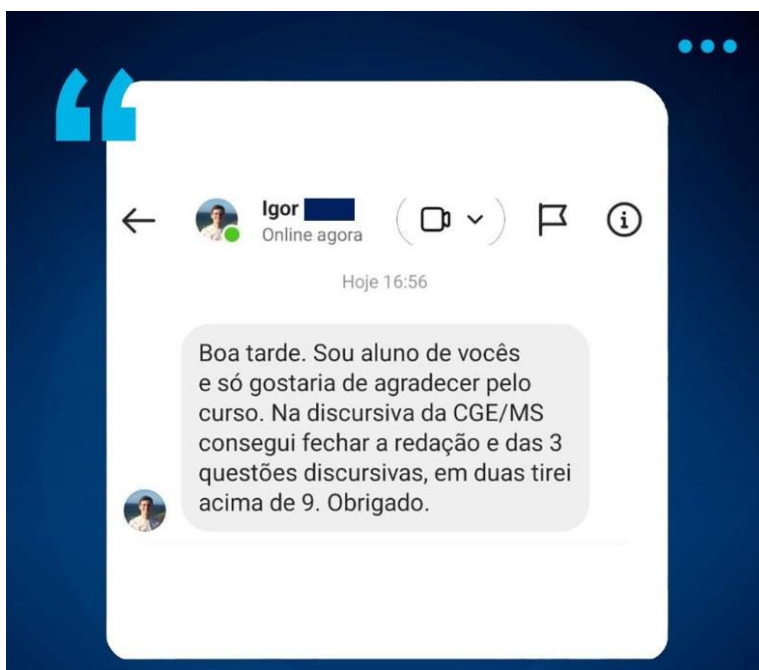 Igor
Online agora
Hoje 16:56
Boa tarde. Sou aluno de vocês
e só gostaria de agradecer pelo
curso. Na discursiva da CGE/MS
consegui fechar a redação e das 3
questões discursivas, em duas tirei
acima de 9. Obrigado.